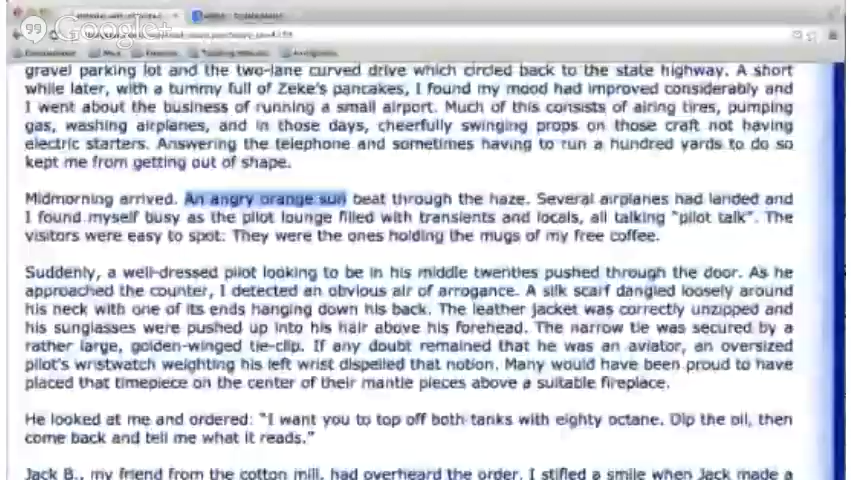 Google+
gravel parking lot and the two-lane curved drive which circled back to the state highway. A short
while later, with a tummy full of Zeke's pancakes, I found my mood had improved considerably and
I went about the business of running a small airport. Much of this consists of airing tires, pumping
gas, washing airplanes, and in those days, cheerfully swinging props on those craft not having
electric starters. Answering the telephone and sometimes having to run a hundred yards to do so
kept me from getting out of shape.
Midmorning arrived. An angry orange sun beat through the haze. Several airplanes had landed and
I found myself busy as the pilot lounge filled with transients and locals, all talking "pilot talk". The
visitors were easy to spot: They were the ones holding the mugs of my free coffee.
Suddenly, a well-dressed pilot looking to be in his middle twenties pushed through the door. As he
approached the counter, I detected an obvious air of arrogance. A silk scarf dangled loosely around
his neck with one of its ends hanging down his back. The leather jacket was correctly unzipped and
his sunglasses were pushed up into his hair above his forehead. The narrow tie was secured by a
rather large, golden-winged tie-clip. If any doubt remained that he was an aviator, an oversized
pilot's wristwatch weighting his left wrist dispelled that notion. Many would have been proud to have
placed that timepiece on the center of their mantle pieces above a suitable fireplace.
He looked at me and ordered: "I want you to top off both tanks with eighty octane. Dip the oil, then
come back and tell me what it reads."
Jack B., my friend from the cotton mill, had overheard the order. I stifled a smile when Jack made a